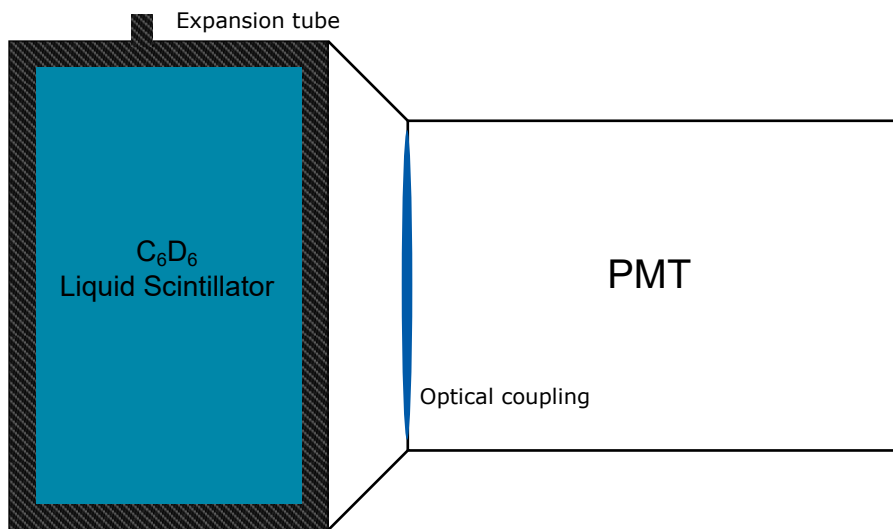 Expansion tube
C₆D₆
Liquid Scintillator
PMT
Optical coupling